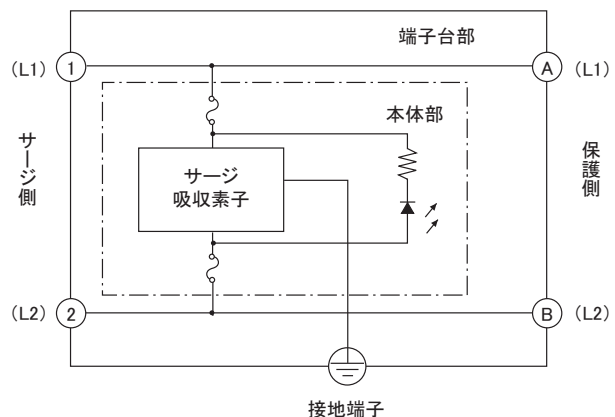 端子台部
(L1)
1
A
(L1)
本体部
サージ側
サージ
吸収素子
保護側
(L2)
2
B
(L2)
接地端子